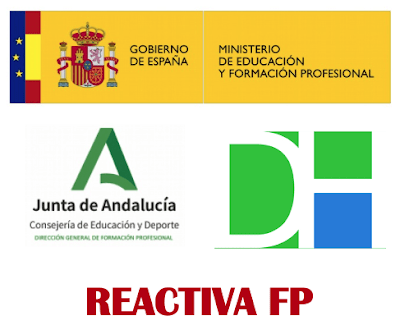 GOBIERNO
DE ESPAÑA
MINISTERIO
DE EDUCACIÓN
Y FORMACIÓN PROFESIONAL
Junta de Andalucía
Consejería de Educación y Deporte
DIRECCIÓN GENERAL DE FORMACIÓN PROFESIONAL
REACTIVA FP